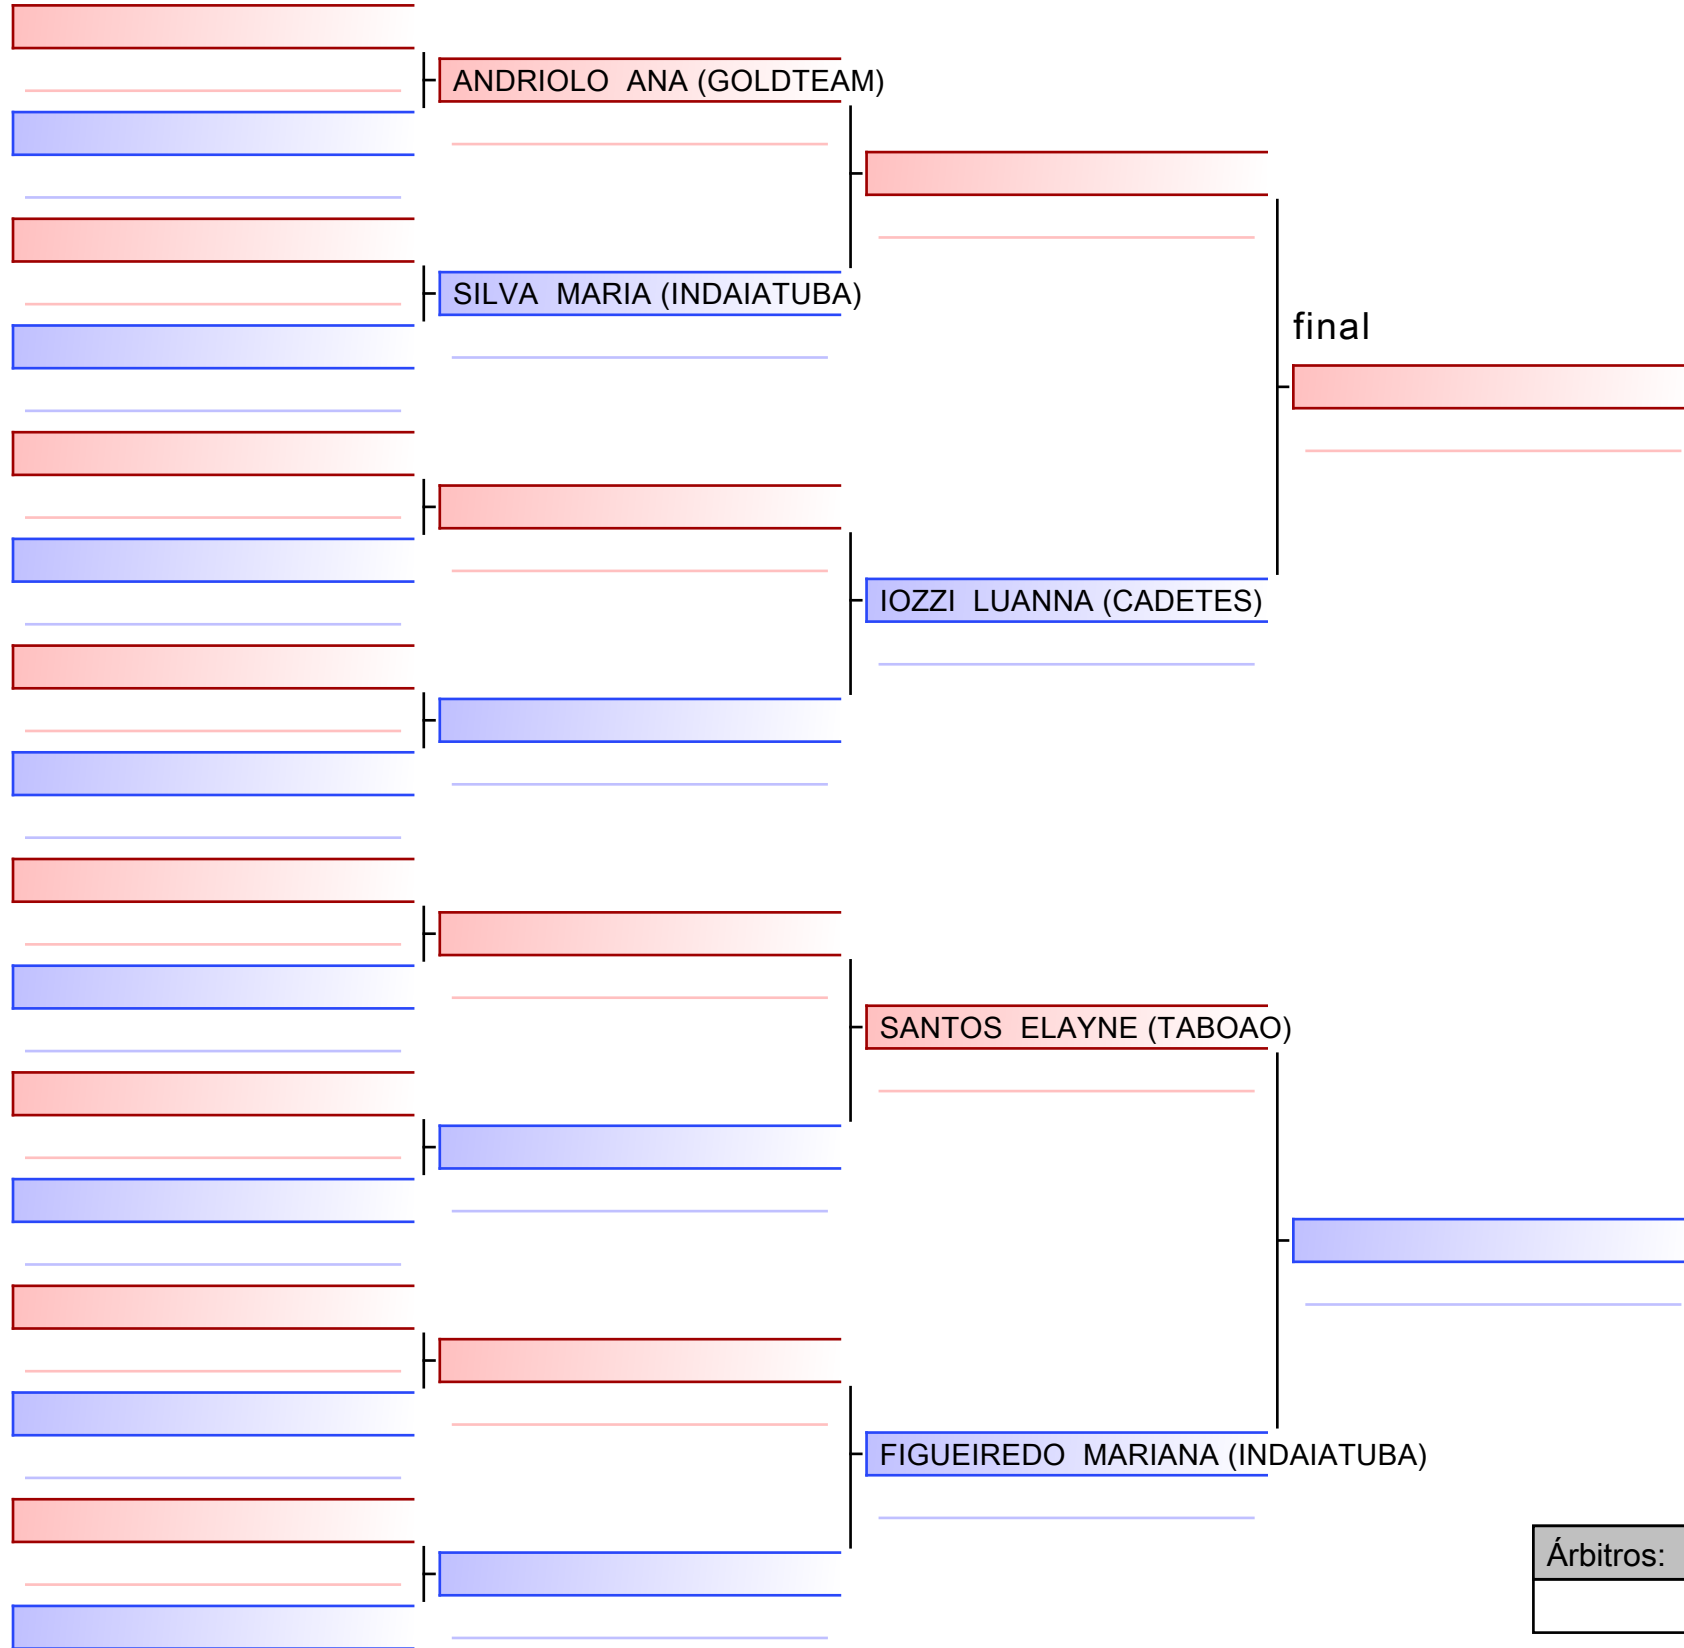 ANDRIOLO  ANA (GOLDTEAM)
SILVA  MARIA (INDAIATUBA)
final
IOZZI  LUANNA (CADETES)
SANTOS  ELAYNE (TABOAO)
FIGUEIREDO  MARIANA (INDAIATUBA)
Árbitros: